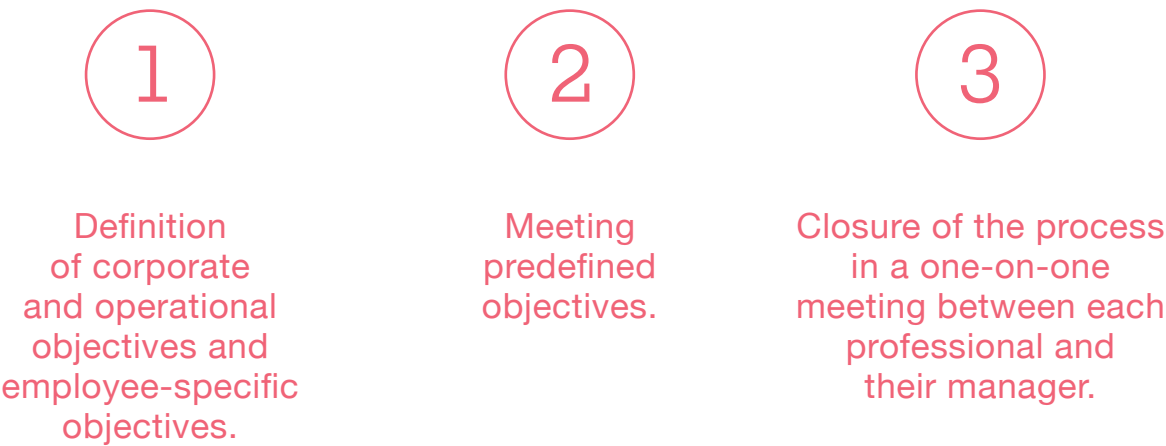 1
Definition
of corporate
and operational
objectives and
employee-specific
objectives.
2
Meeting
predefined
objectives.
3
Closure of the process
in a one-on-one
meeting between each
professional and
their manager.